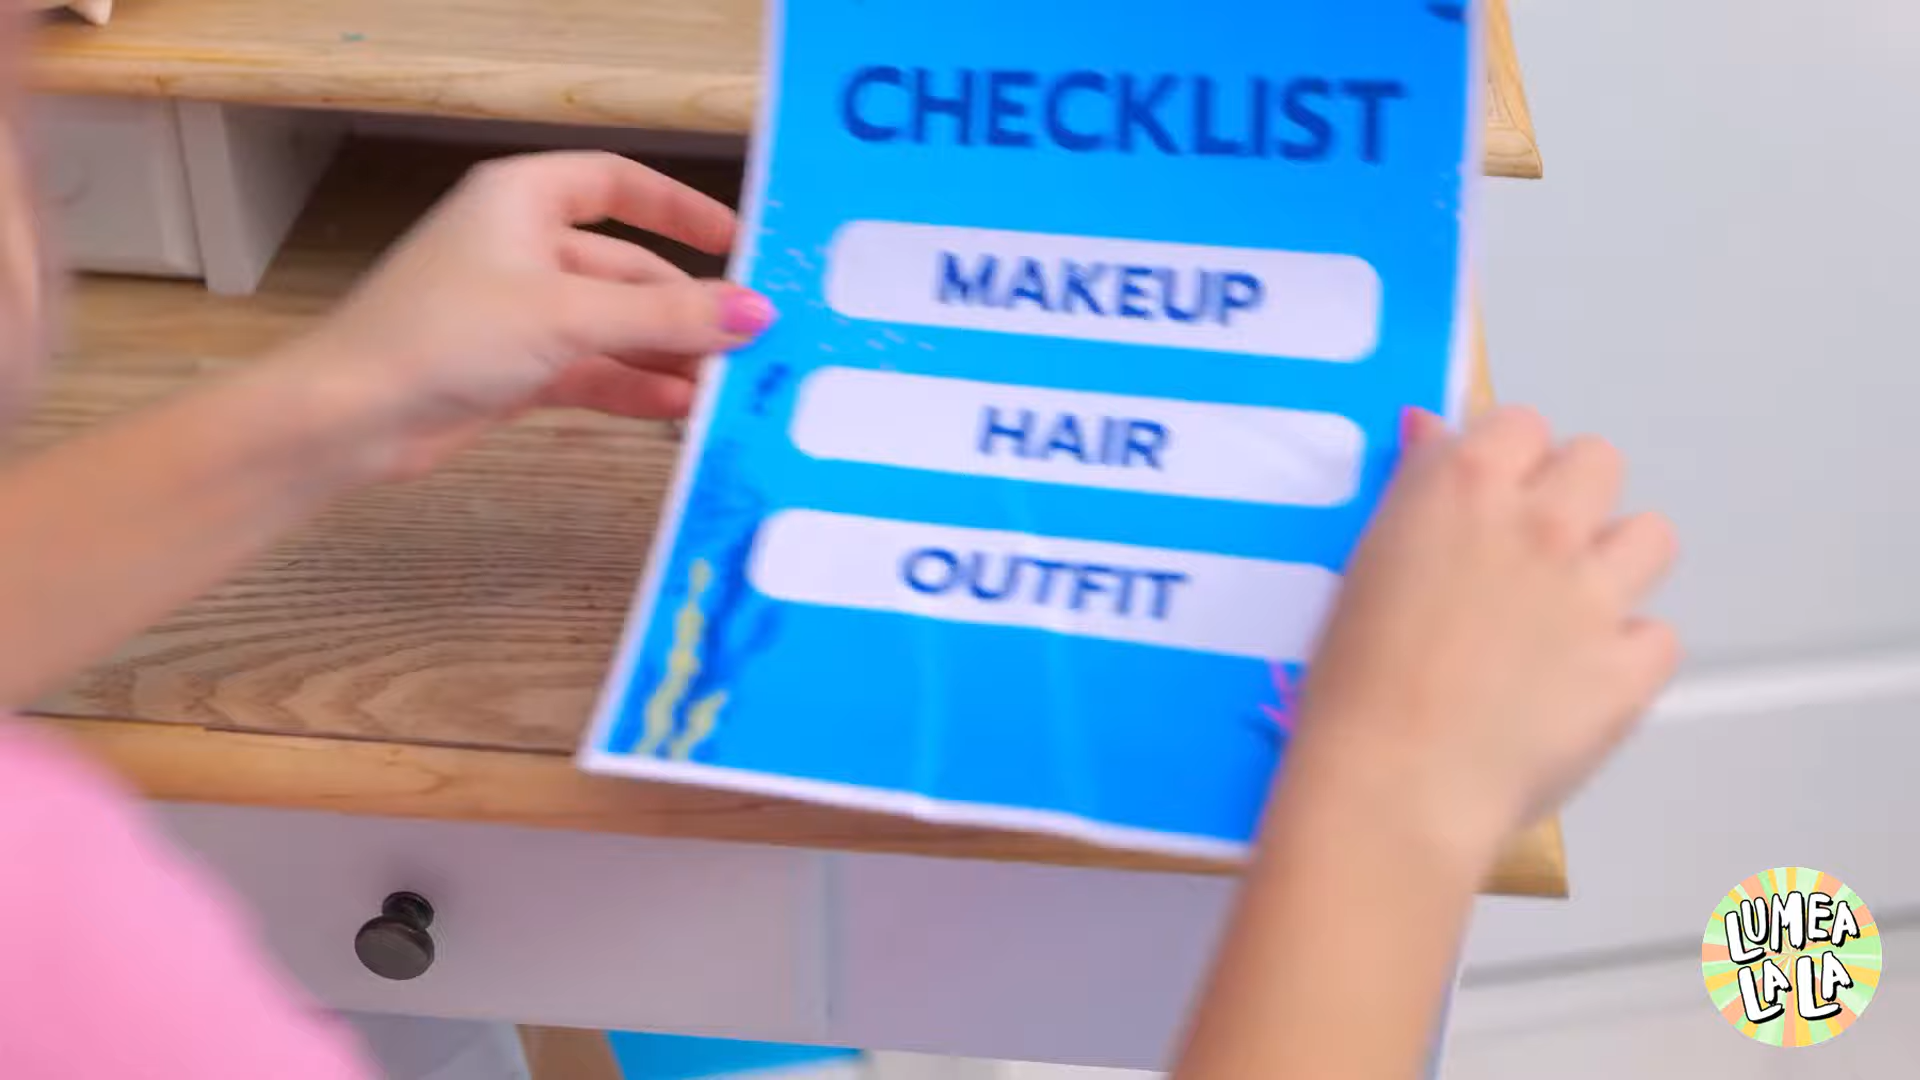 CHECKLIST
MAKEUP
HAIR
OUTFIT
LUMEA
LA LA